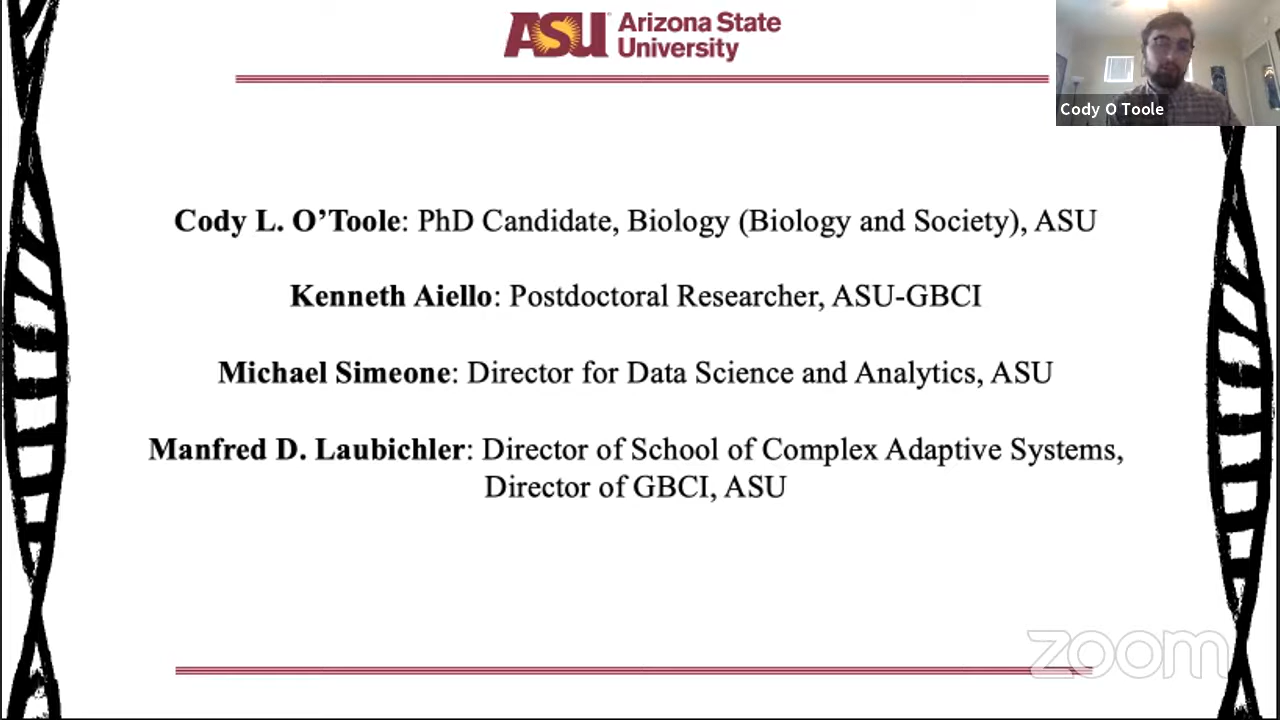 ASU Arizona State
University
Cody O Toole
Cody L. O’Toole: PhD Candidate, Biology (Biology and Society), ASU
Kenneth Aiello: Postdoctoral Researcher, ASU-GBCI
Michael Simeone: Director for Data Science and Analytics, ASU
Manfred D. Laubichler: Director of School of Complex Adaptive Systems,
Director of GBCI, ASU
zoom